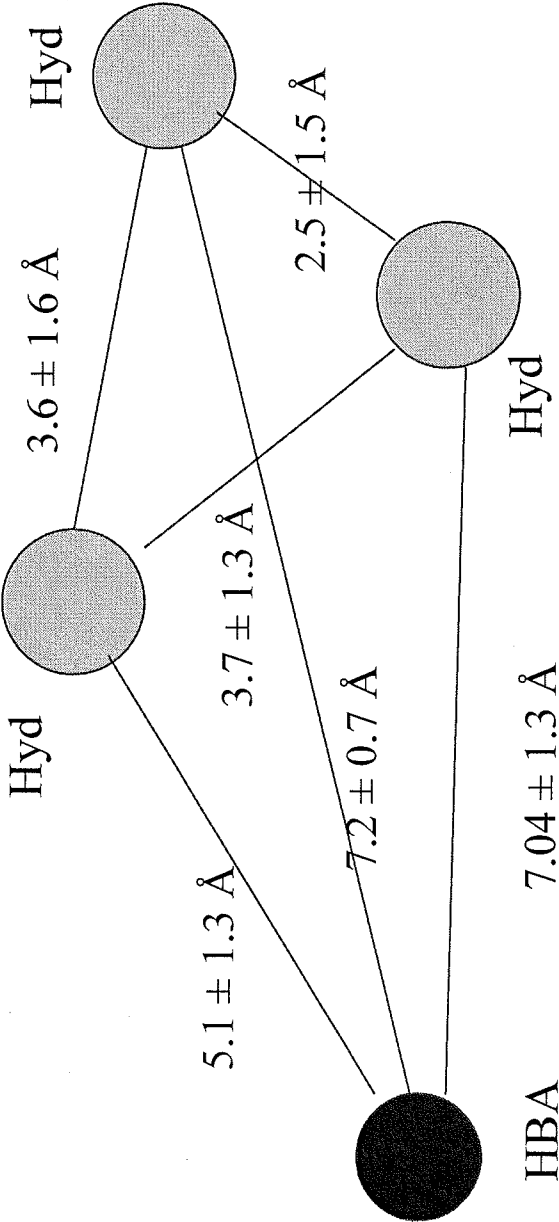 Hyd
3.6 ± 1.6 Å
Hyd
2.5 ± 1.5 Å
3.7 ± 1.3 Å
5.1 ± 1.3 Å
7.2 ± 0.7 Å
Hyd
7.04 ± 1.3 Å
HBA